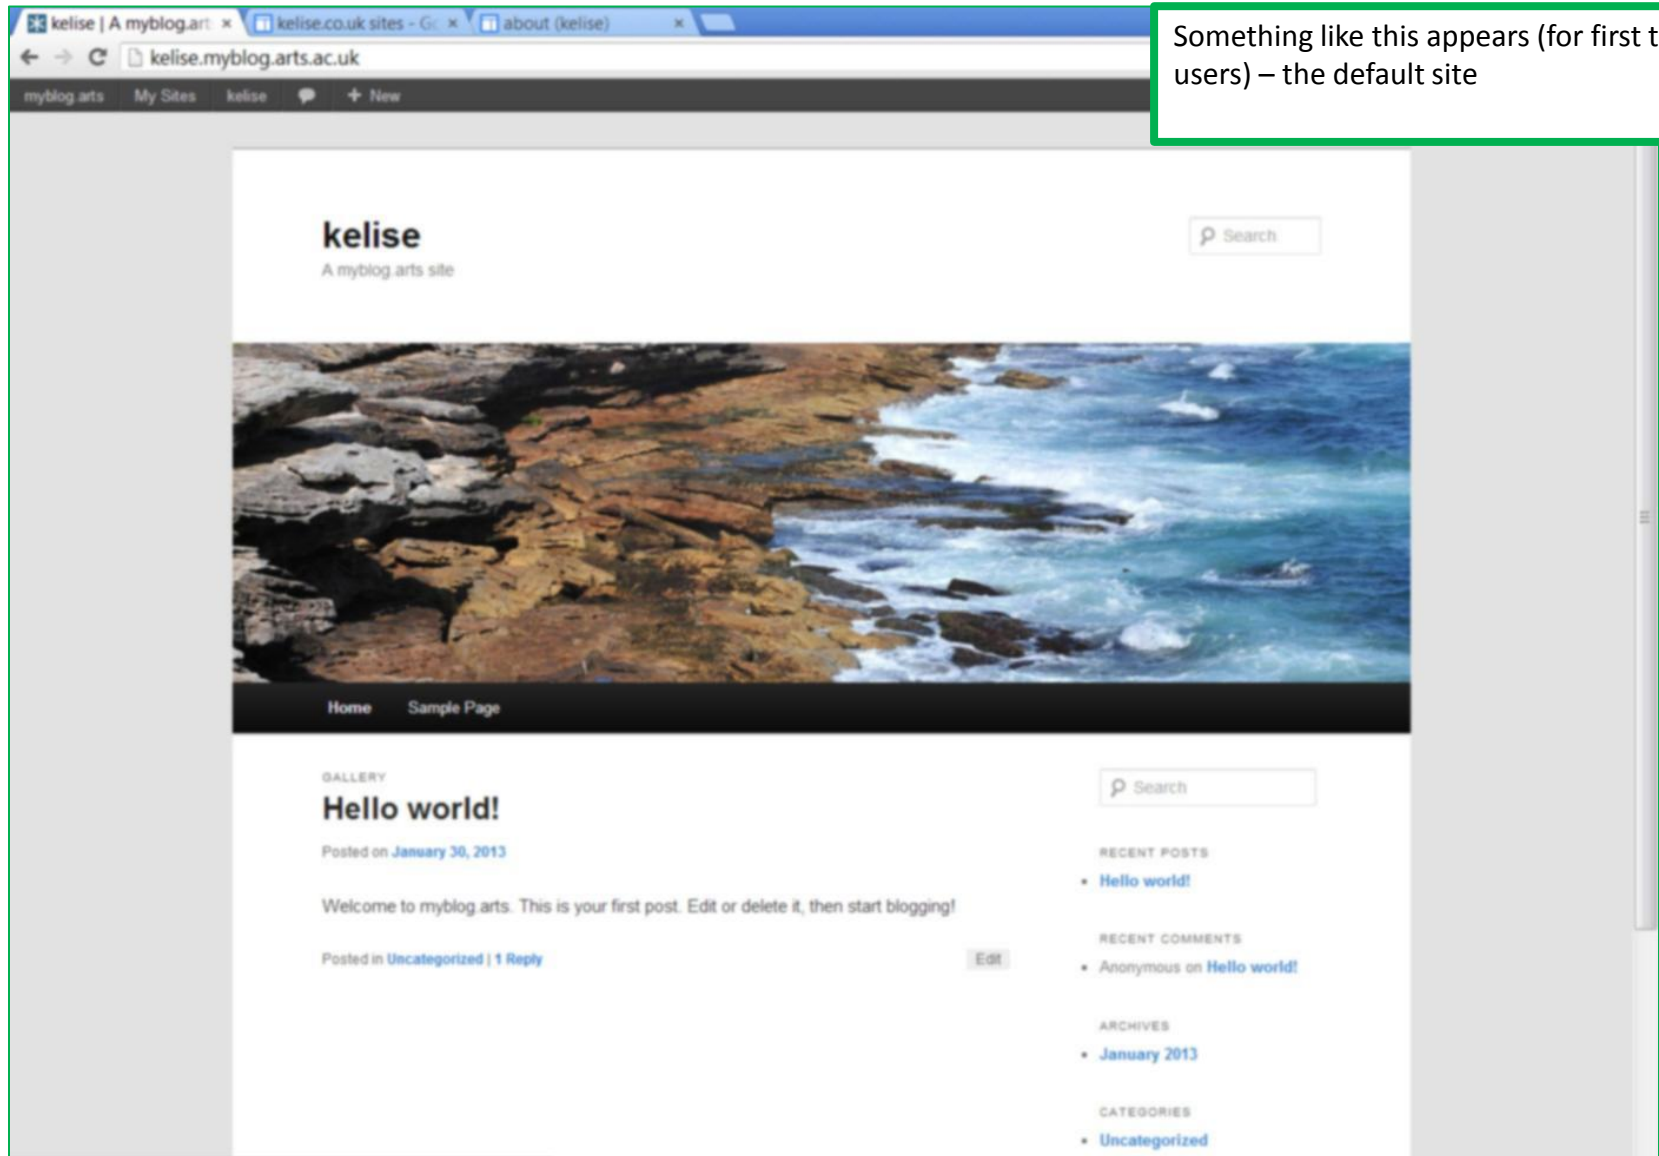 kelise | A myblog.art
kelise.co.uk sites - Go
about (kelise)
kelise.myblog.arts.ac.uk
Something like this appears (for first t
users) – the default site
myblog.arts My Sites kelise + New
kelise
A myblog.arts site
Search
Home Sample Page
GALLERY
Hello world!
Posted on January 30, 2013
Welcome to myblog.arts. This is your first post. Edit or delete it, then start blogging!
Posted in Uncategorized | 1 Reply
Edit
Search
RECENT POSTS
Hello world!
RECENT COMMENTS
Anonymous on Hello world!
ARCHIVES
January 2013
CATEGORIES
Uncategorized